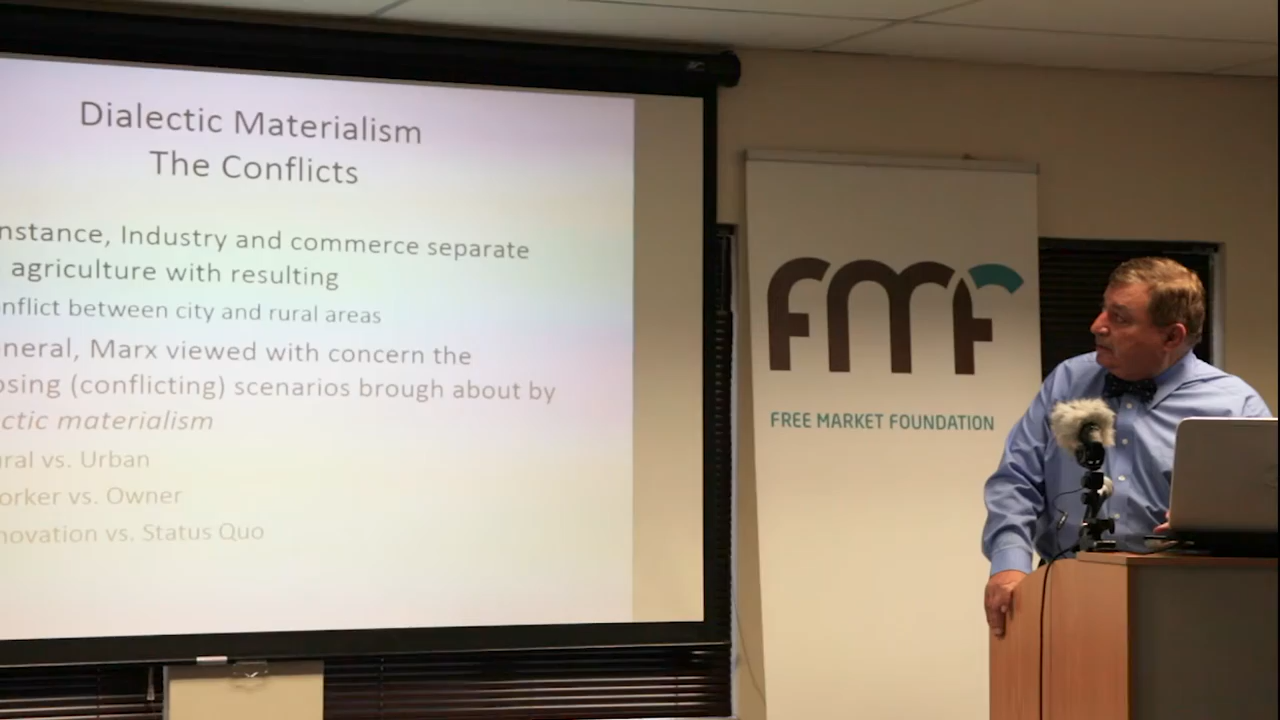 Dialectic Materialism
The Conflicts
nstance, Industry and commerce separate
agriculture with resulting
nflict between city and rural areas
neral, Marx viewed with concern the
osing (conflicting) scenarios brough about by
ctic materialism
ral vs. Urban
orker vs. Owner
novation vs. Status Quo
fmf
FREE MARKET FOUNDATION